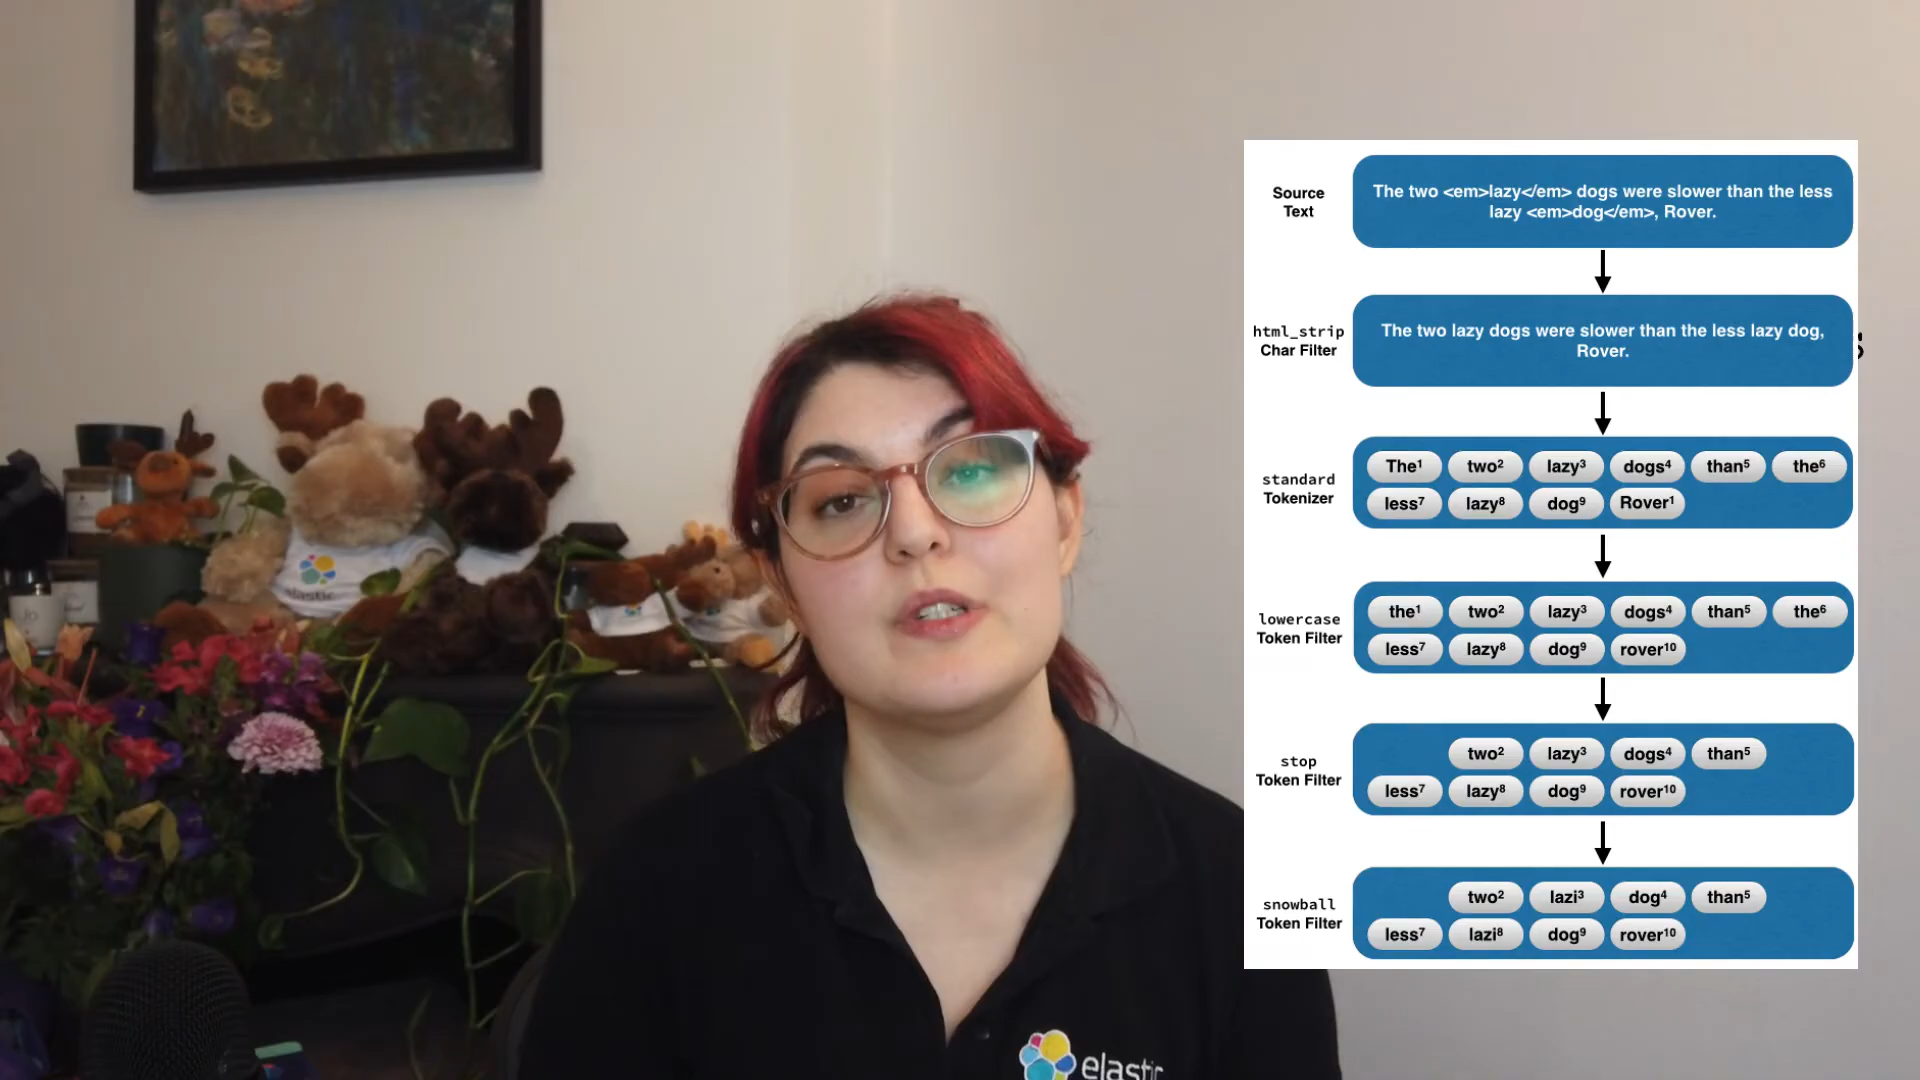 Source
Text
The two <em>lazy</em> dogs were slower than the less
lazy <em>dog</em>, Rover.
html_strip
Char Filter
The two lazy dogs were slower than the less lazy dog,
Rover.
standard
Tokenizer
The¹ two² lazy³ dogs⁴ than⁵ the⁶
less⁷ lazy⁸ dog⁹ Rover¹
lowercase
Token Filter
the¹ two² lazy³ dogs⁴ than⁵ the⁶
less⁷ lazy⁸ dog⁹ rover¹⁰
stop
Token Filter
two² lazy³ dogs⁴ than⁵
less⁷ lazy⁸ dog⁹ rover¹⁰
snowball
Token Filter
two² lazi³ dog⁴ than⁵
less⁷ lazi⁸ dog⁹ rover¹⁰
elastic
Jo
elastic